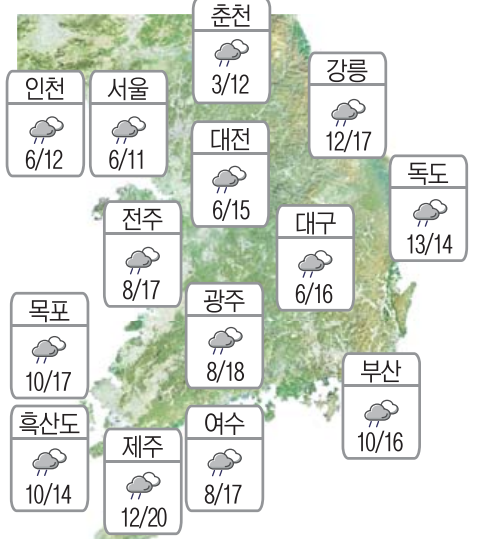 춘천
3/12
강릉
12/17
인천
6/12
서울
6/11
대전
6/15
독도
13/14
전주
8/17
대구
6/16
광주
8/18
목포
10/17
부산
10/16
흑산도
10/14
여수
8/17
제주
12/20